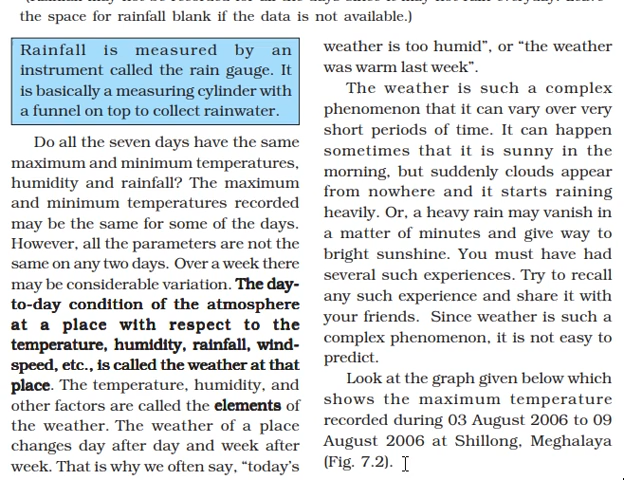 the space for rainfall blank if the data is not available.)
Rainfall is measured by an
instrument called the rain gauge. It
is basically a measuring cylinder with
a funnel on top to collect rainwater.
Do all the seven days have the same
maximum and minimum temperatures,
humidity and rainfall? The maximum
and minimum temperatures recorded
may be the same for some of the days.
However, all the parameters are not the
same on any two days. Over a week there
may be considerable variation. The day-
to-day condition of the atmosphere
at a place with respect to the
temperature, humidity, rainfall, wind-
speed, etc., is called the weather at that
place. The temperature, humidity, and
other factors are called the elements of
the weather. The weather of a place
changes day after day and week after
week. That is why we often say, “today’s
weather is too humid”, or “the weather
was warm last week”.
The weather is such a complex
phenomenon that it can vary over very
short periods of time. It can happen
sometimes that it is sunny in the
morning, but suddenly clouds appear
from nowhere and it starts raining
heavily. Or, a heavy rain may vanish in
a matter of minutes and give way to
bright sunshine. You must have had
several such experiences. Try to recall
any such experience and share it with
your friends. Since weather is such a
complex phenomenon, it is not easy to
predict.
Look at the graph given below which
shows the maximum temperature
recorded during 03 August 2006 to 09
August 2006 at Shillong, Meghalaya
(Fig. 7.2).